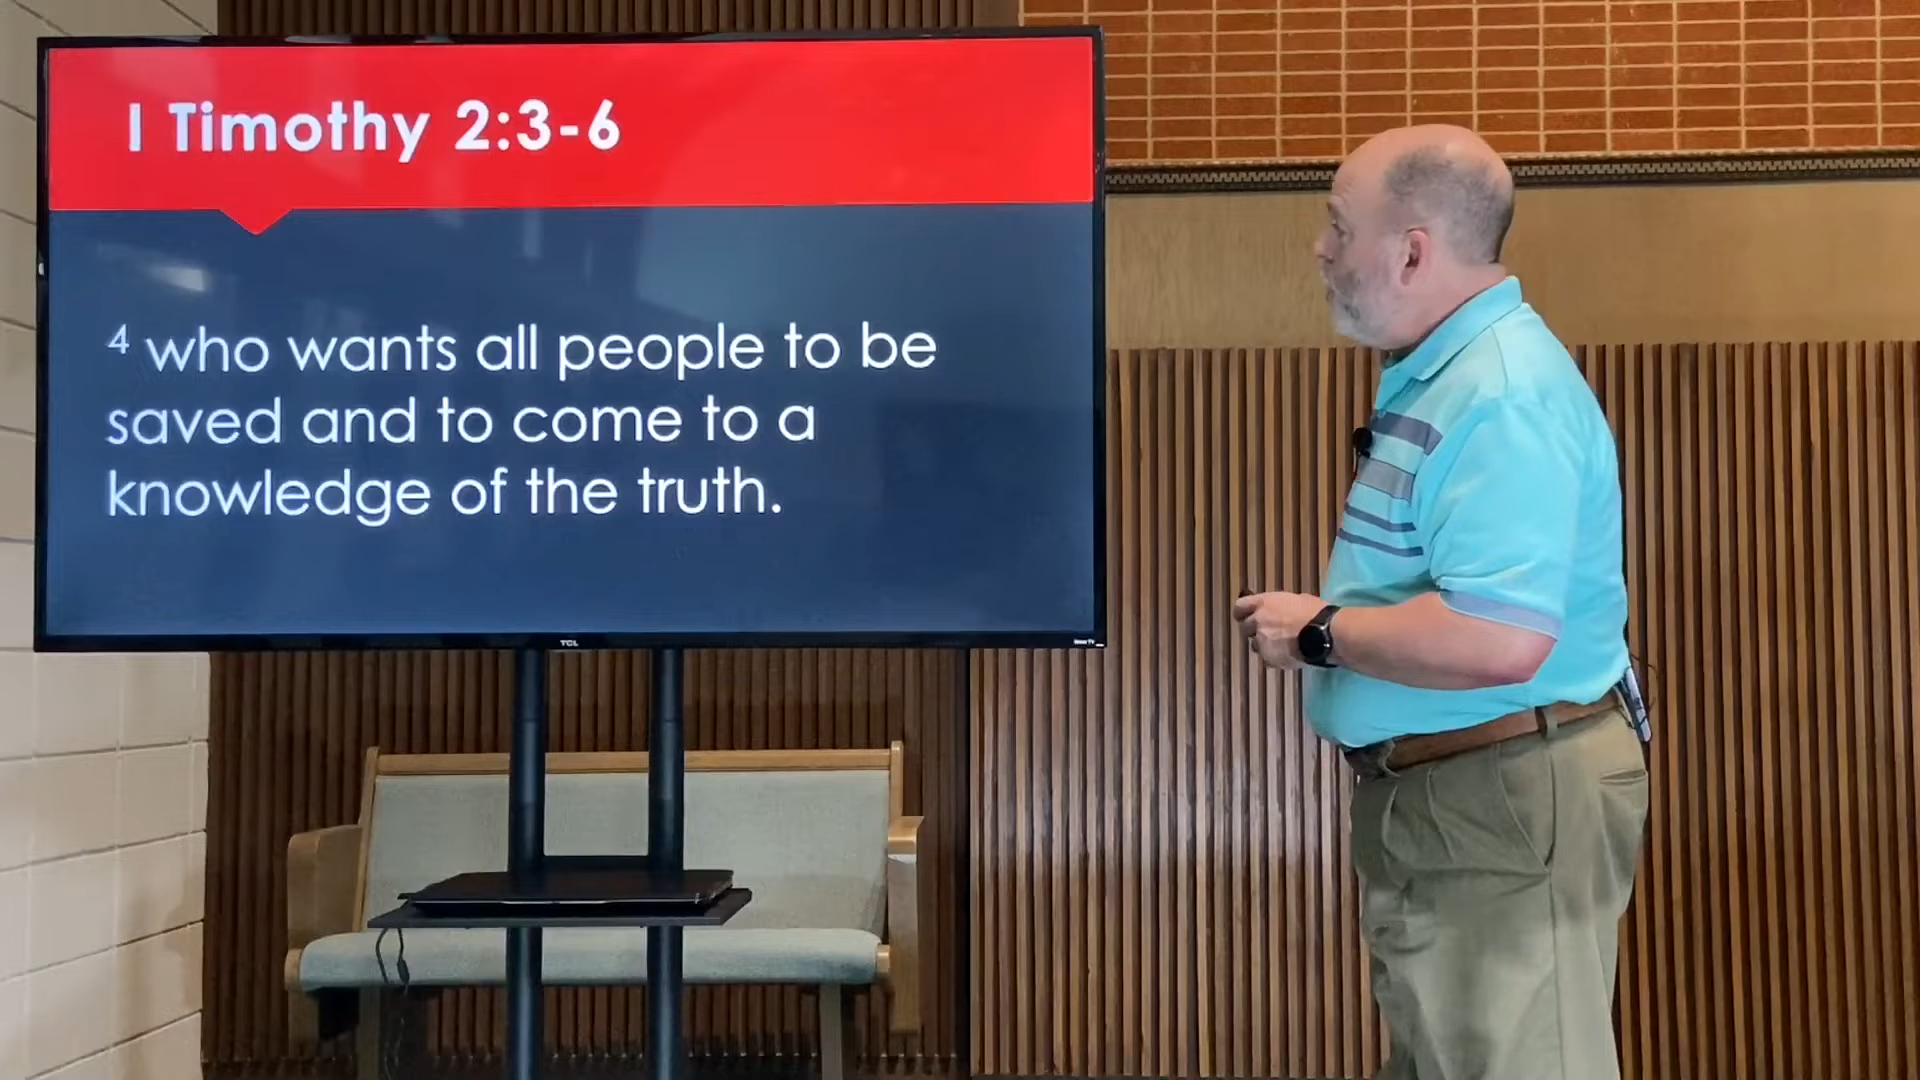 I Timothy 2:3-6
⁴ who wants all people to be
saved and to come to a
knowledge of the truth.
TCL